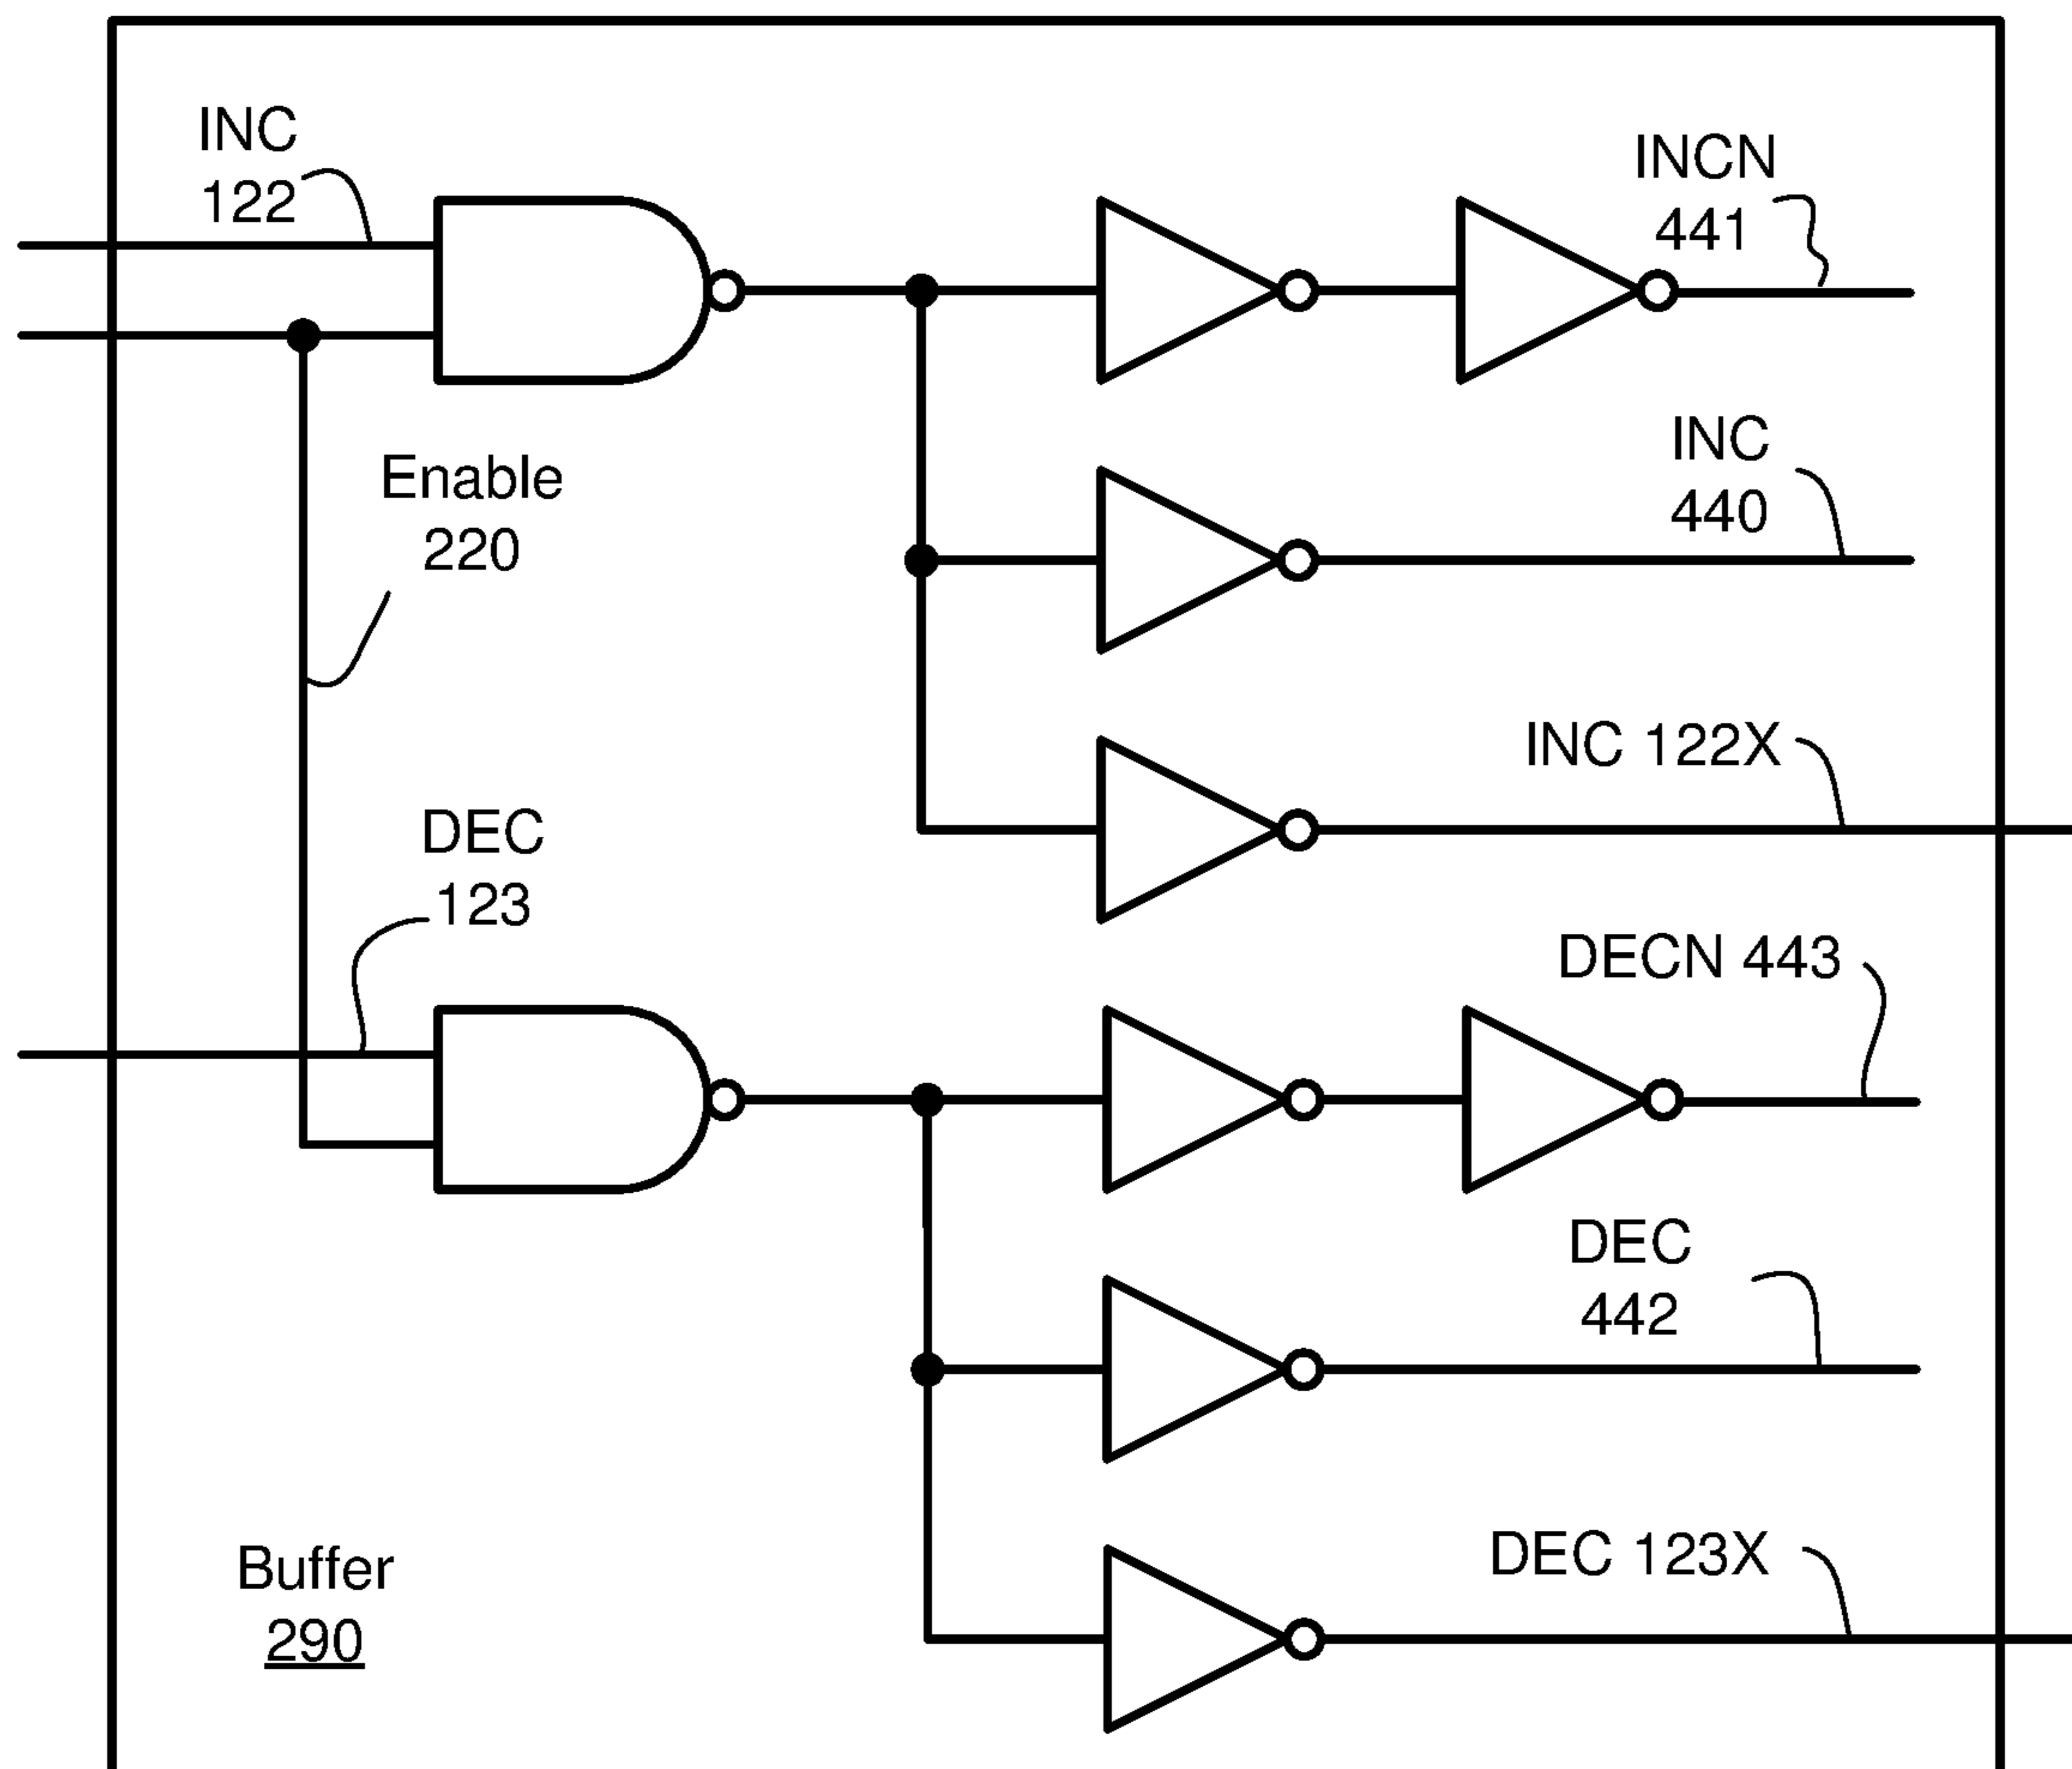 INC
122
INCN
441
INC
440
Enable
220
INC 122X
DEC
123
DECN 443
DEC
442
DEC 123X
Buffer
290